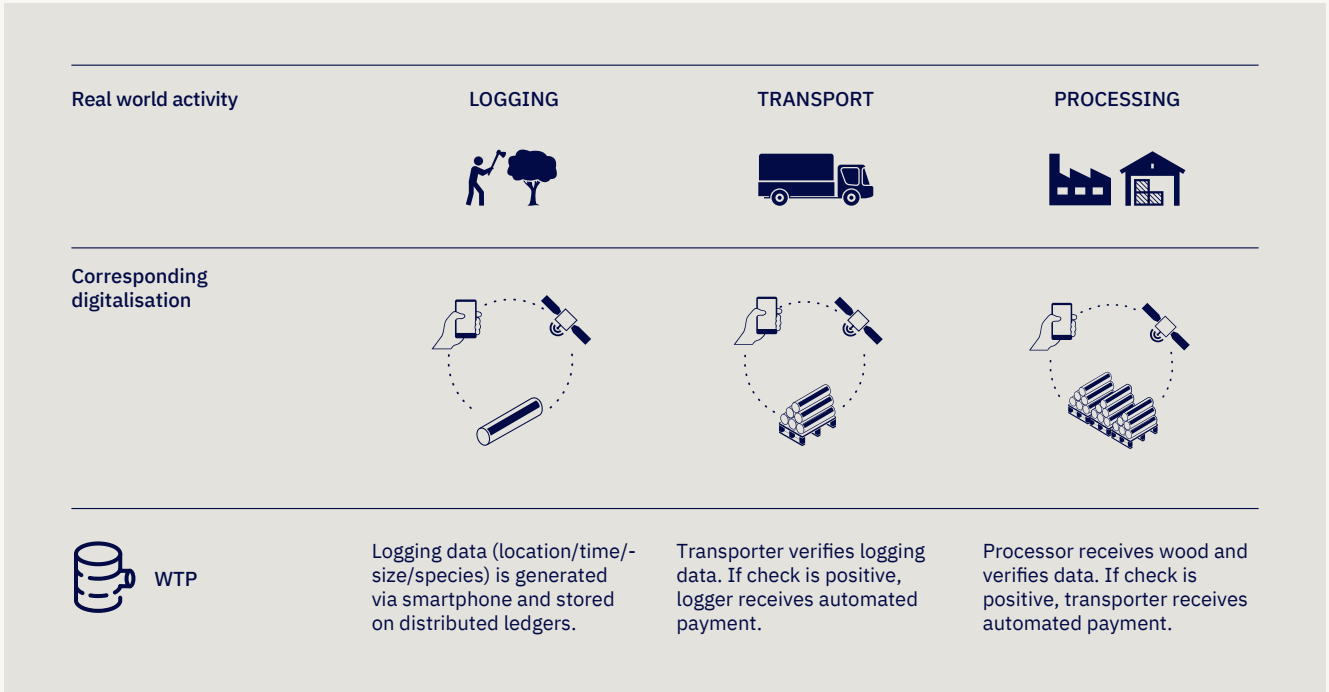 Real world activity
LOGGING
TRANSPORT
PROCESSING
Corresponding
digitalisation
WTP
Logging data (location/time/-
size/species) is generated
via smartphone and stored
on distributed ledgers.
Transporter verifies logging
data. If check is positive,
logger receives automated
payment.
Processor receives wood and
verifies data. If check is
positive, transporter receives
automated payment.